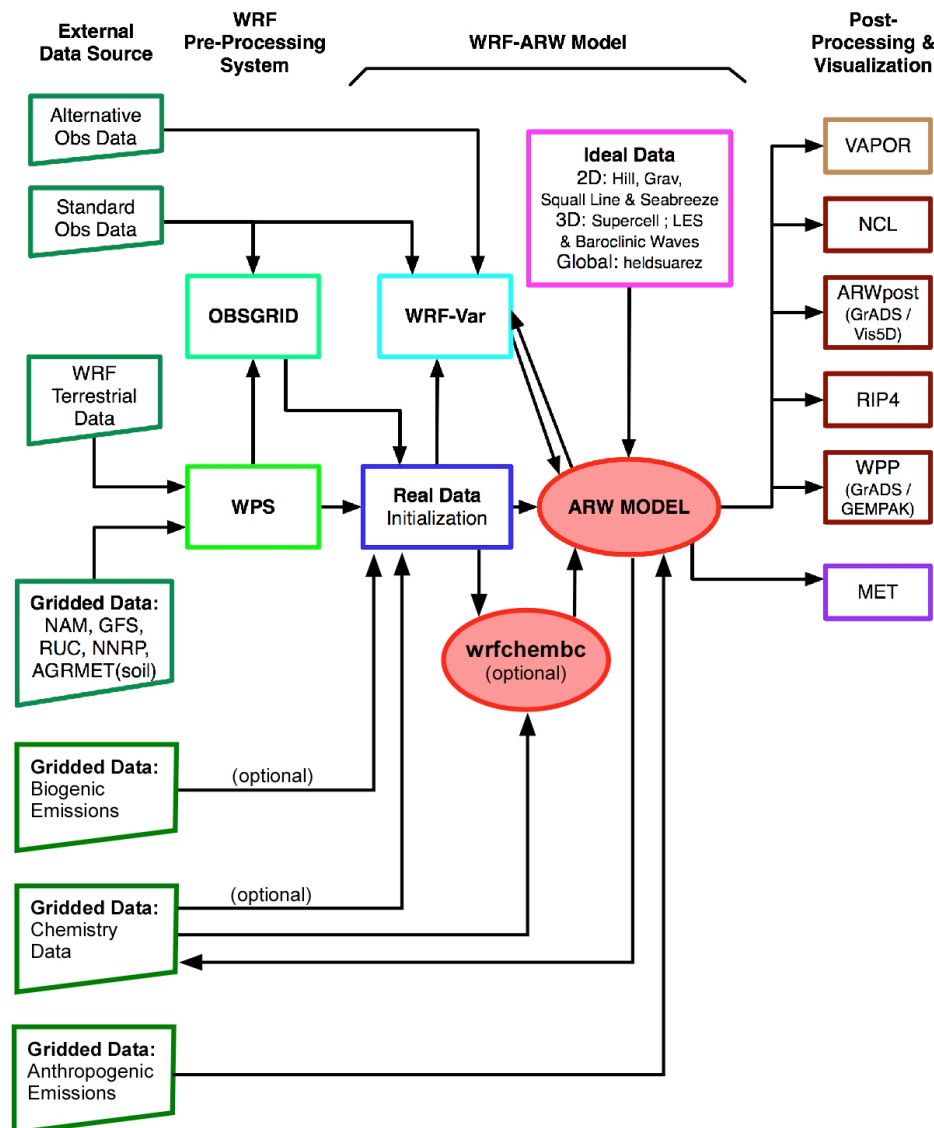 External
Data Source
WRF
Pre-Processing
System
WRF-ARW Model
Post-
Processing &
Visualization
Alternative
Obs Data
Standard
Obs Data
OBSGRID
WRF-Var
Ideal Data
2D: Hill, Grav,
Squall Line & Seabreeze
3D: Supercell ; LES
& Baroclinic Waves
Global: heldsuarez
VAPOR
NCL
ARWpost
(GrADS /
Vis5D)
RIP4
WPP
(GrADS /
GEMPAK)
MET
WRF
Terrestrial
Data
WPS
Real Data
Initialization
ARW MODEL
Gridded Data:
NAM, GFS,
RUC, NNRP,
AGRMET(soil)
wrfchembc
(optional)
Gridded Data:
Biogenic
Emissions
(optional)
Gridded Data:
Chemistry
Data
(optional)
Gridded Data:
Anthropogenic
Emissions